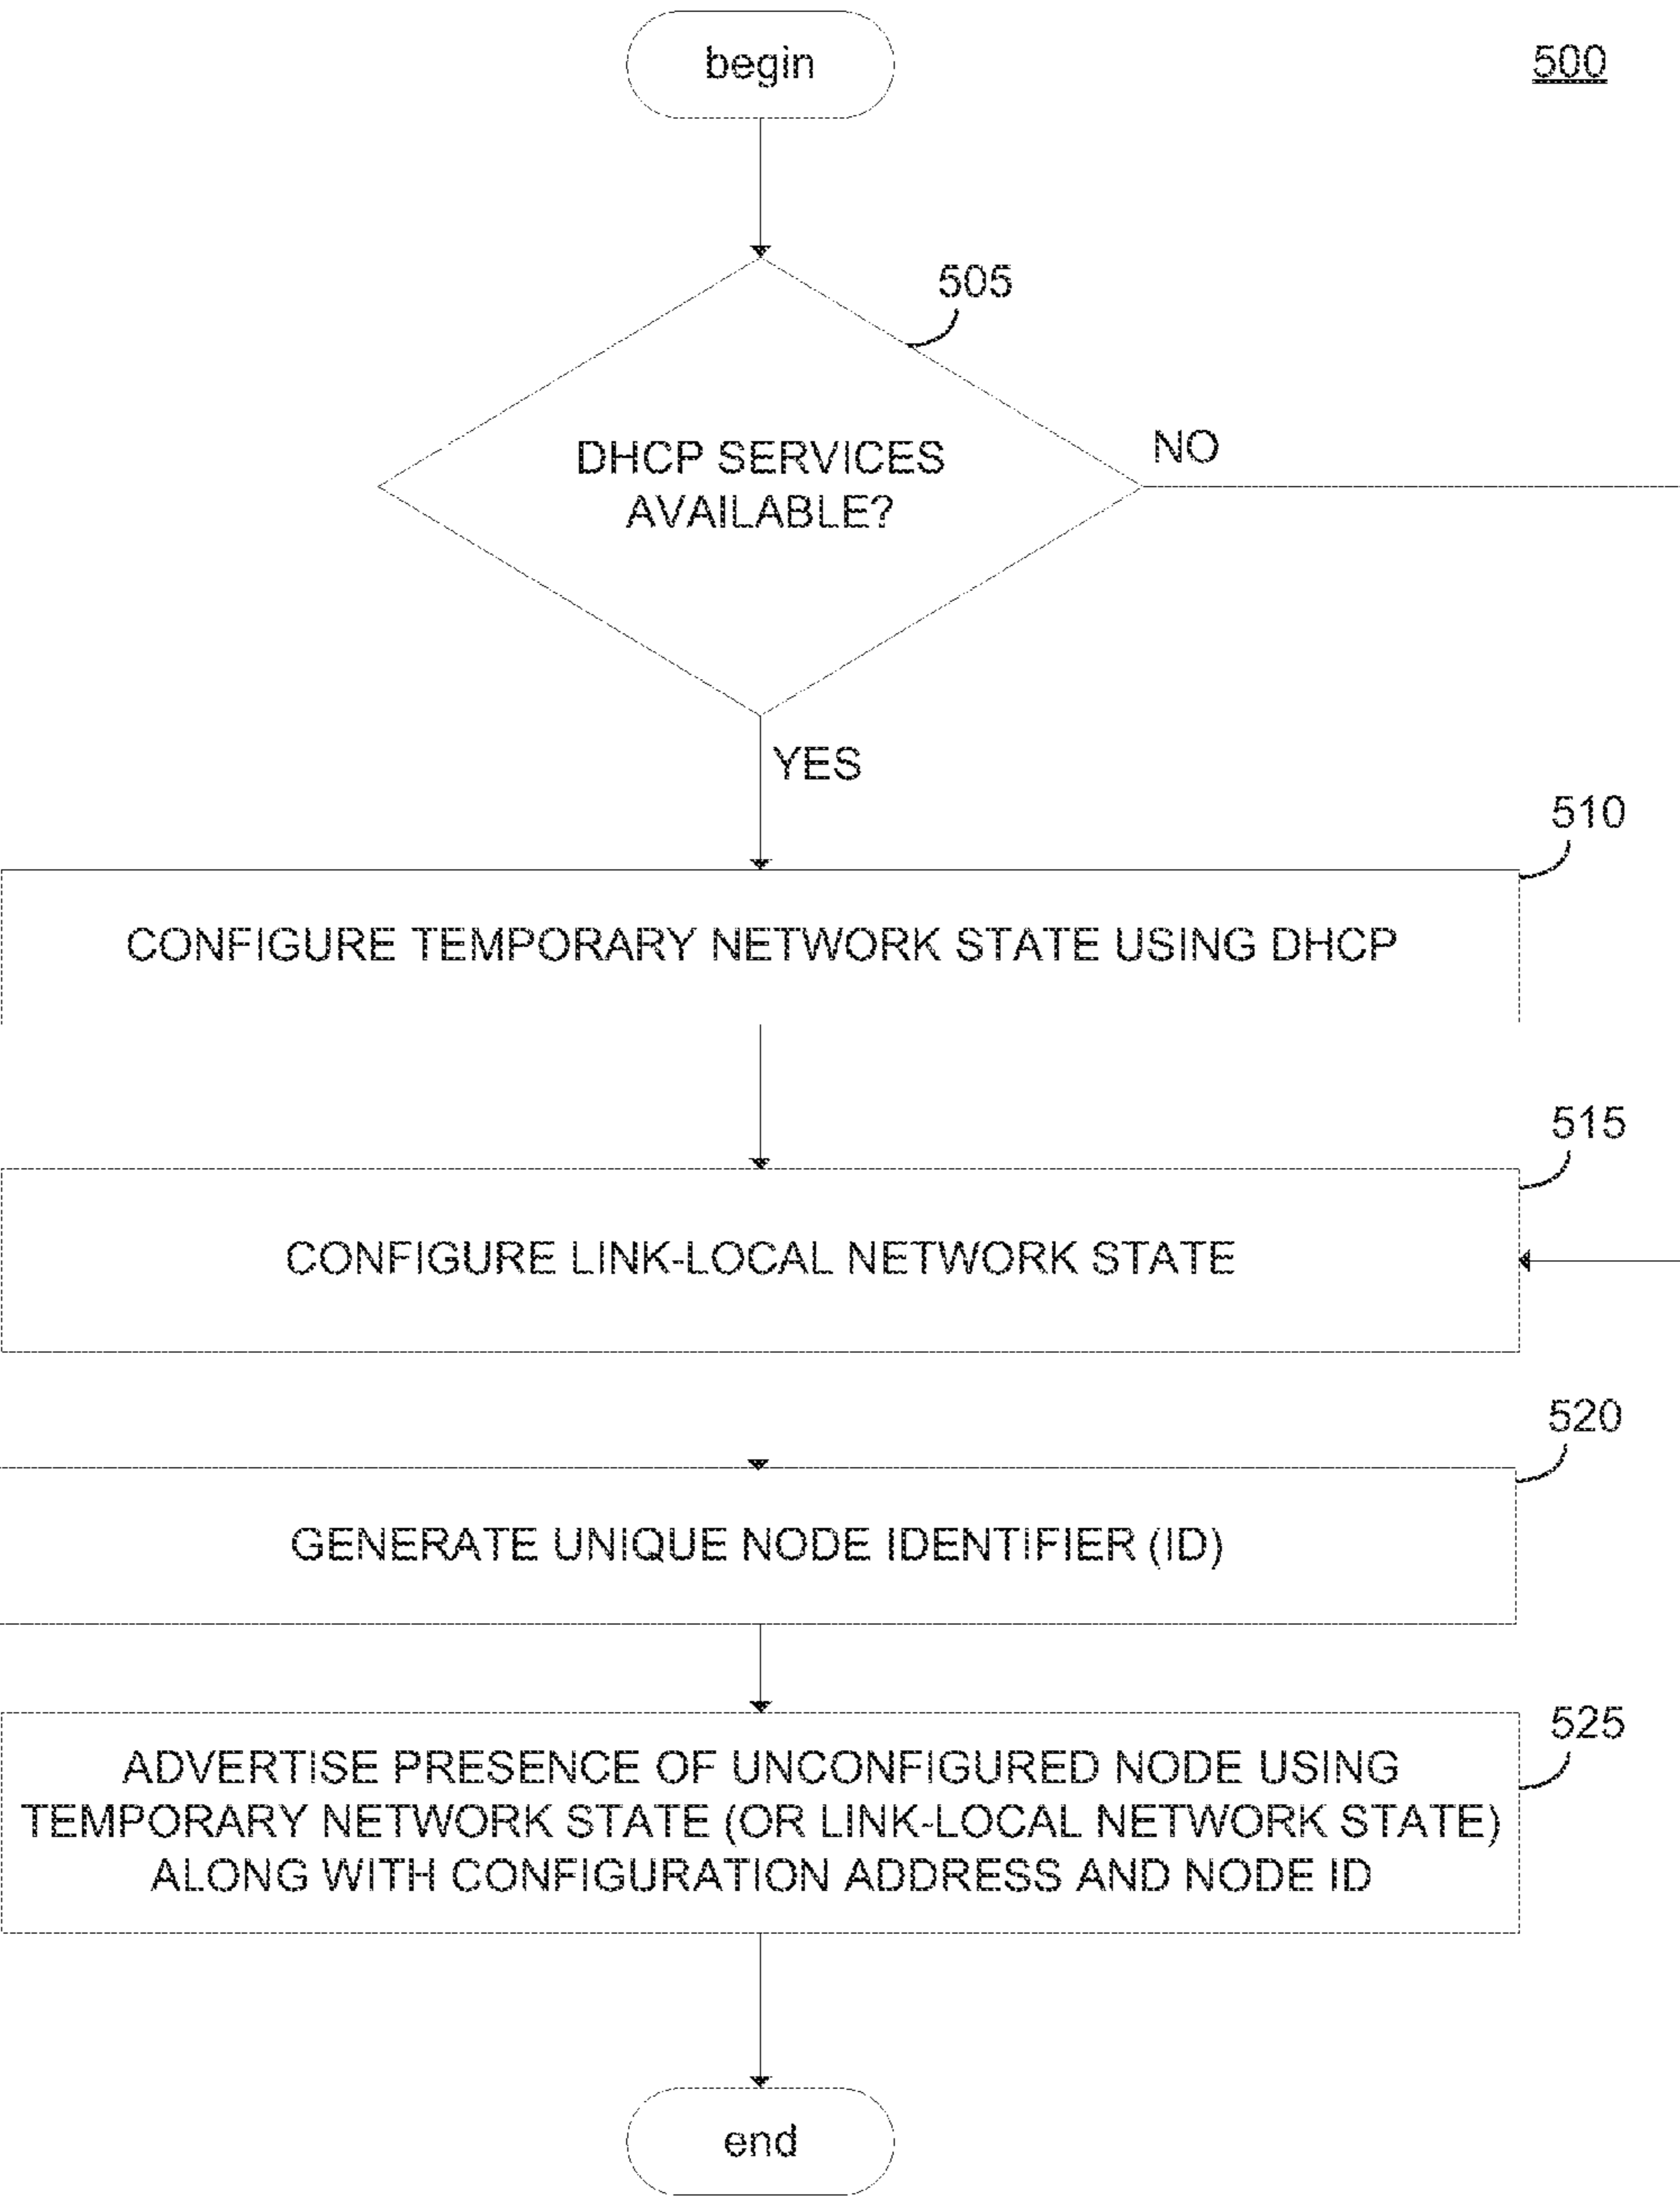 begin
500
505
DHCP SERVICES
AVAILABLE?
NO
YES
510
CONFIGURE TEMPORARY NETWORK STATE USING DHCP
515
CONFIGURE LINK-LOCAL NETWORK STATE
520
GENERATE UNIQUE NODE IDENTIFIER (ID)
525
ADVERTISE PRESENCE OF UNCONFIGURED NODE USING
TEMPORARY NETWORK STATE (OR LINK-LOCAL NETWORK STATE)
ALONG WITH CONFIGURATION ADDRESS AND NODE ID
end